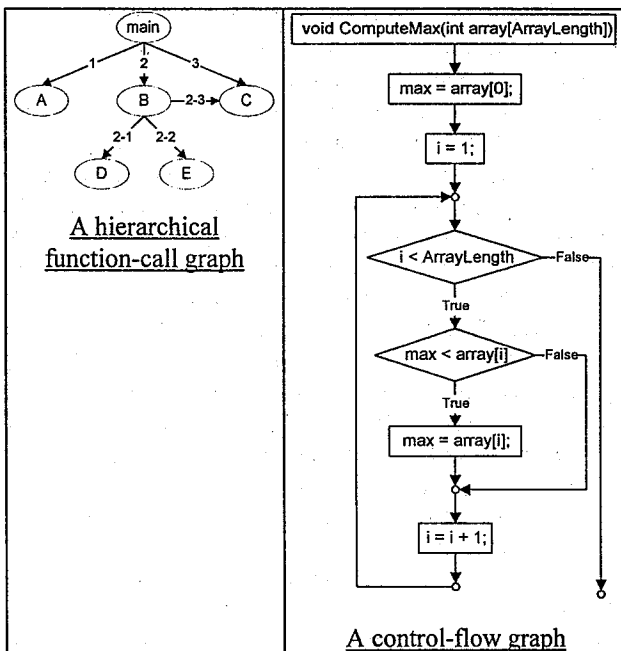 main
1
2
3
A
B
2-3
C
2-1
2-2
D
E
A hierarchical
function-call graph
void ComputeMax(int array[ArrayLength])
max = array[0];
i = 1;
i < ArrayLength
False
True
max < array[i]
False
True
max = array[i];
i = i + 1;
A control-flow graph